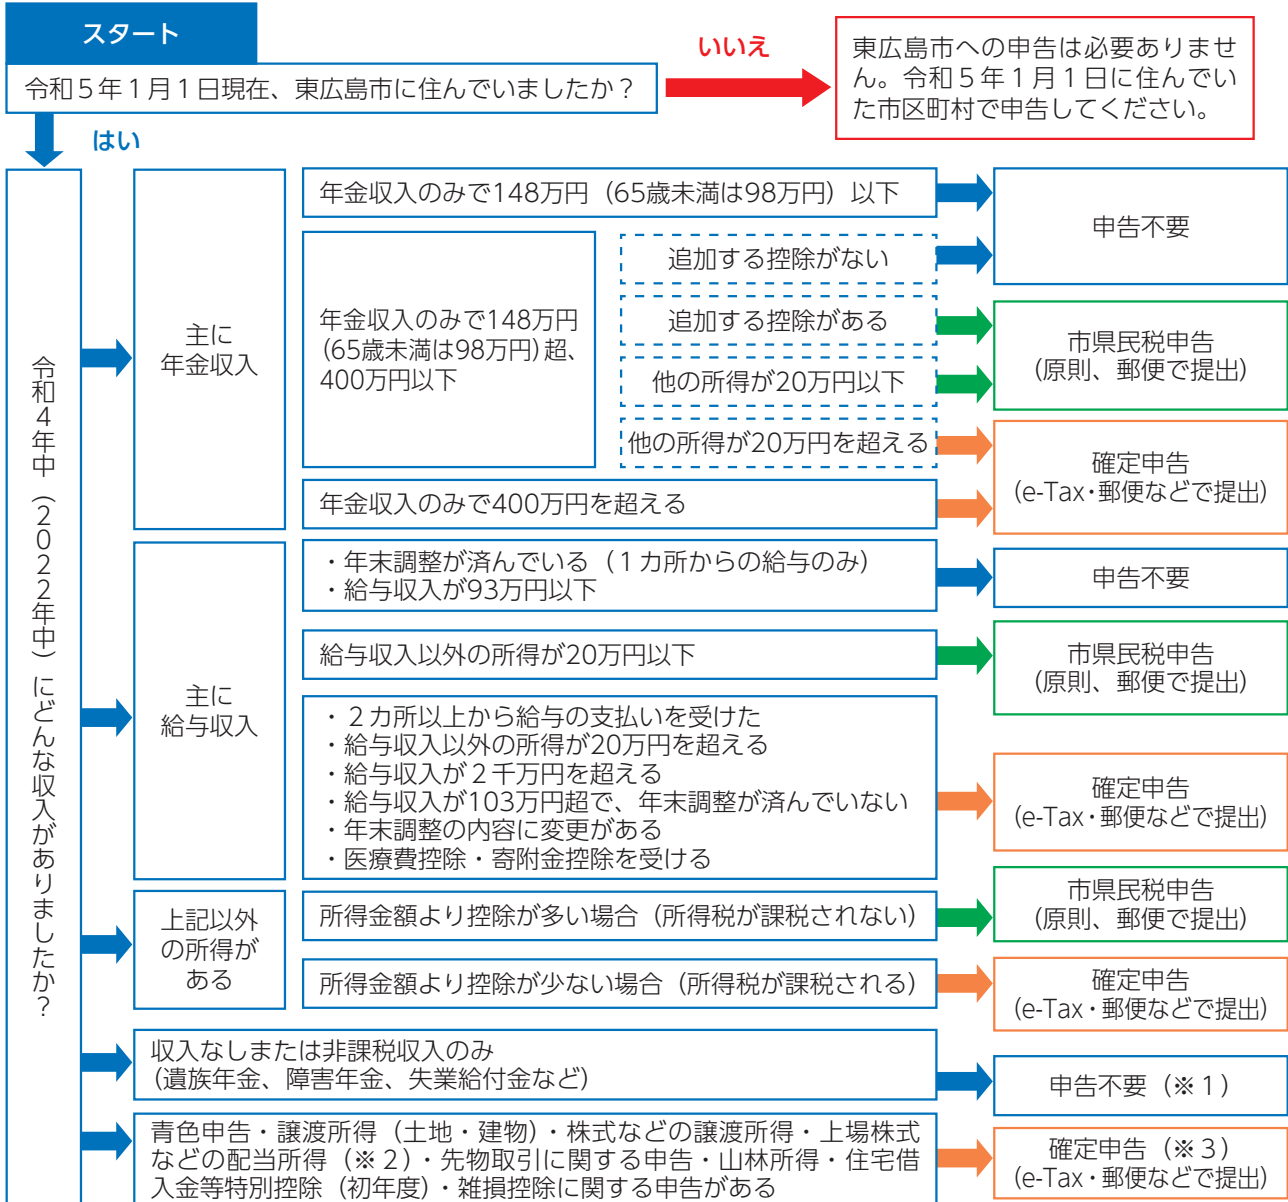 スタート
令和5年1月1日現在、東広島市に住んでいましたか？
いいえ
東広島市への申告は必要ありませ
ん。令和5年1月1日に住んでい
た市区町村で申告してください。
はい
令和4年中（2022年中）にどんな収入がありましたか？
主に
年金収入
年金収入のみで148万円（65歳未満は98万円）以下
申告不要
年金収入のみで148万円
（65歳未満は98万円）超、
400万円以下
追加する控除がない
追加する控除がある
他の所得が20万円以下
市県民税申告
（原則、郵便で提出）
他の所得が20万円を超える
年金収入のみで400万円を超える
確定申告
（e-Tax・郵便などで提出）
主に
給与収入
・年末調整が済んでいる（1カ所からの給与のみ）
・給与収入が93万円以下
申告不要
給与収入以外の所得が20万円以下
市県民税申告
（原則、郵便で提出）
・2カ所以上から給与の支払いを受けた
・給与収入以外の所得が20万円を超える
・給与収入が2千万円を超える
・給与収入が103万円超で、年末調整が済んでいない
・年末調整の内容に変更がある
・医療費控除・寄附金控除を受ける
確定申告
（e-Tax・郵便などで提出）
上記以外
の所得が
ある
所得金額より控除が多い場合（所得税が課税されない）
市県民税申告
（原則、郵便で提出）
所得金額より控除が少ない場合（所得税が課税される）
確定申告
（e-Tax・郵便などで提出）
収入なしまたは非課税収入のみ
（遺族年金、障害年金、失業給付金など）
申告不要（※1）
青色申告・譲渡所得（土地・建物）・株式などの譲渡所得・上場株式
などの配当所得（※2）・先物取引に関する申告・山林所得・住宅借
入金等特別控除（初年度）・雑損控除に関する申告がある
確定申告（※3）
（e-Tax・郵便などで提出）